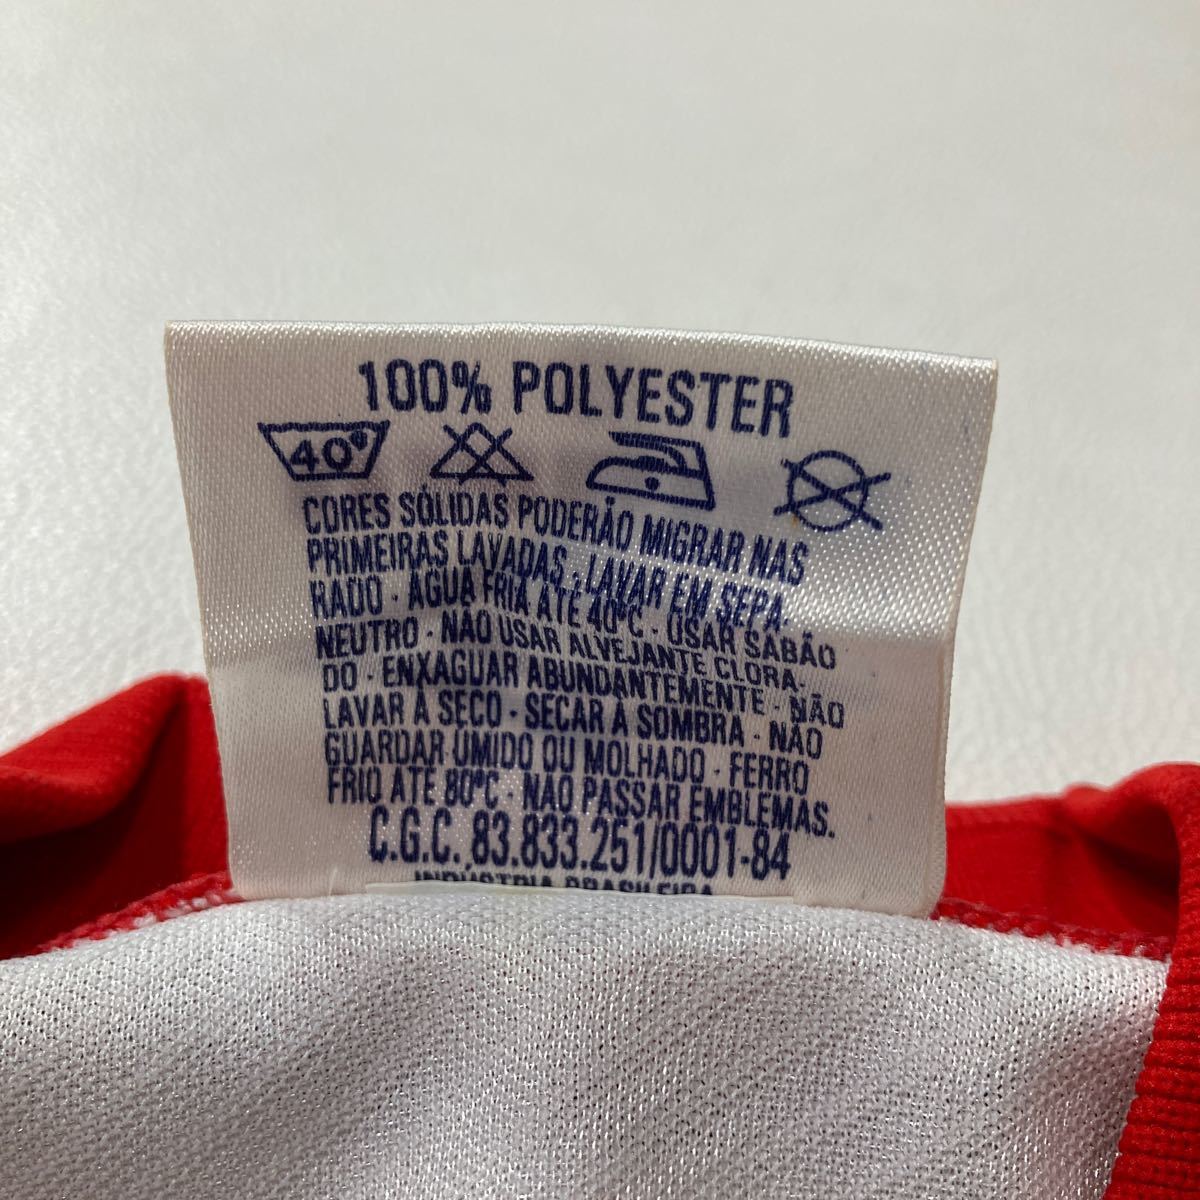 100% POLYESTER
40°
CORES SÓLIDAS PODERÃO MIGRAR NAS
PRIMEIRAS LAVADAS - LAVAR EM SEPA-
RADO - ÁGUA FRIA ATÉ 40°C - USAR SABÃO
NEUTRO - NÃO USAR ALVEJANTE CLORA-
DO - ENXAGUAR ABUNDANTEMENTE - NÃO
LAVAR À SECO - SECAR À SOMBRA - NÃO
GUARDAR ÚMIDO OU MOLHADO - FERRO
FRIO ATÉ 80°C - NÃO PASSAR EMBLEMAS.
C.G.C. 83.833.251/0001-84
INDÚSTRIA BRASILEIRA